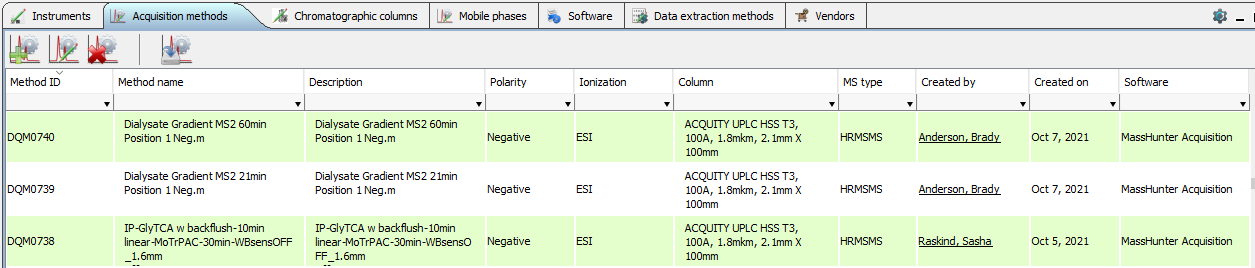 Instruments Acquisition methods Chromatographic columns Mobile phases Software Data extraction methods Vendors
Method ID Method name Description Polarity Ionization Column MS type Created by Created on Software
Dialysate Gradient MS2 60min Dialysate Gradient MS2 60min ACQUITY UPLC HSS T3,
DQM0740 Position 1 Neg.m Position 1 Neg.m Negative ESI 100A, 1.8mkm, 2.1mm X HRMSMS Anderson, Brady Oct 7, 2021 MassHunter Acquisition
100mm
Dialysate Gradient MS2 21min Dialysate Gradient MS2 21min ACQUITY UPLC HSS T3,
DQM0739 Position 1 Neg.m Position 1 Neg.m Negative ESI 100A, 1.8mkm, 2.1mm X HRMSMS Anderson, Brady Oct 7, 2021 MassHunter Acquisition
100mm
IP-GlyTCA w backflush-10min IP-GlyTCA w backflush-10min ACQUITY UPLC HSS T3,
DQM0738 linear-MoTrPAC-30min-WBsensOFF linear-MoTrPAC-30min-WBsensO Negative ESI 100A, 1.8mkm, 2.1mm X HRMSMS Raskind, Sasha Oct 5, 2021 MassHunter Acquisition
_1.6mm FF_1.6mm 100mm